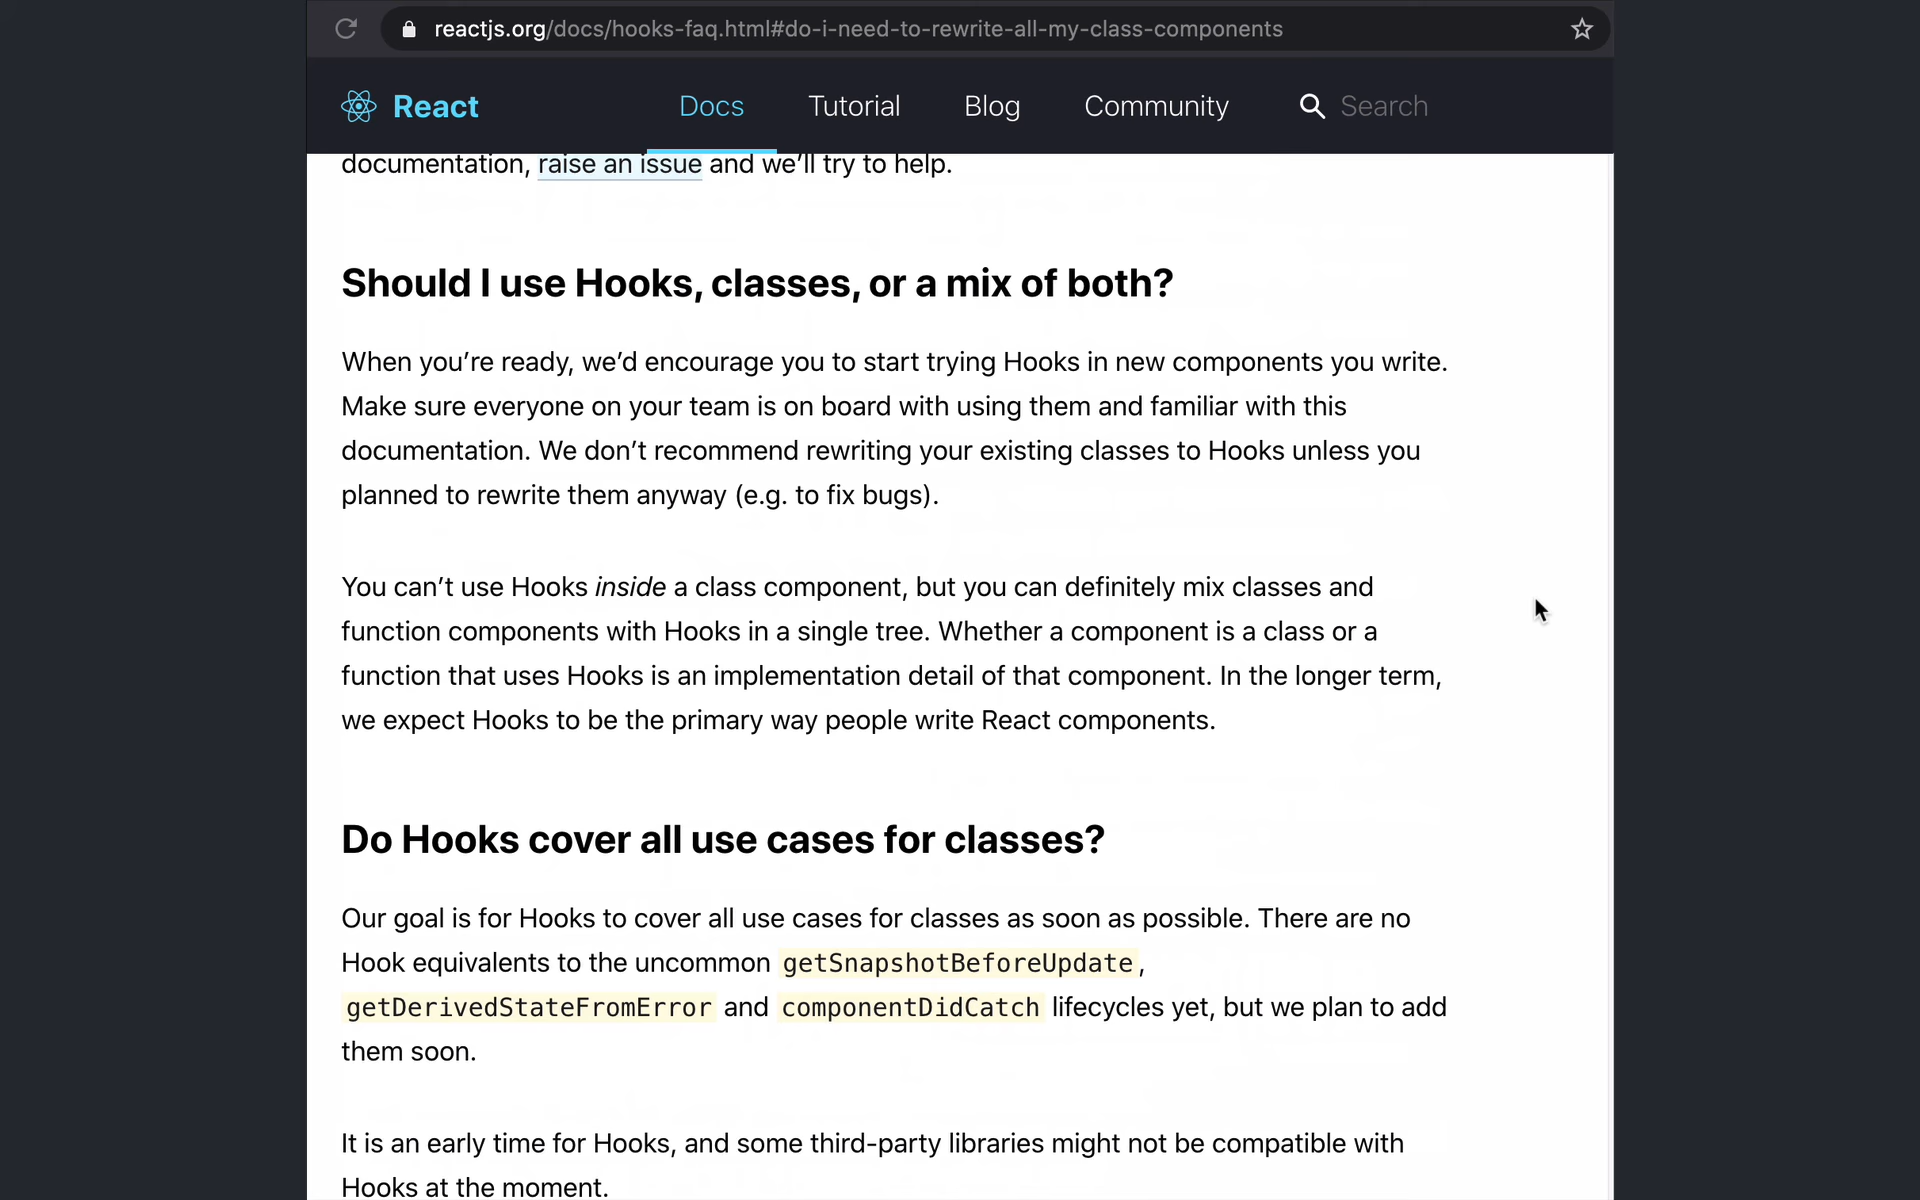 reactjs.org/docs/hooks-faq.html#do-i-need-to-rewrite-all-my-class-components
React Docs Tutorial Blog Community Search
documentation, raise an issue and we’ll try to help.
Should I use Hooks, classes, or a mix of both?
When you’re ready, we’d encourage you to start trying Hooks in new components you write.
Make sure everyone on your team is on board with using them and familiar with this
documentation. We don’t recommend rewriting your existing classes to Hooks unless you
planned to rewrite them anyway (e.g. to fix bugs).
You can’t use Hooks inside a class component, but you can definitely mix classes and
function components with Hooks in a single tree. Whether a component is a class or a
function that uses Hooks is an implementation detail of that component. In the longer term,
we expect Hooks to be the primary way people write React components.
Do Hooks cover all use cases for classes?
Our goal is for Hooks to cover all use cases for classes as soon as possible. There are no
Hook equivalents to the uncommon getSnapshotBeforeUpdate,
getDerivedStateFromError and componentDidCatch lifecycles yet, but we plan to add
them soon.
It is an early time for Hooks, and some third-party libraries might not be compatible with
Hooks at the moment.